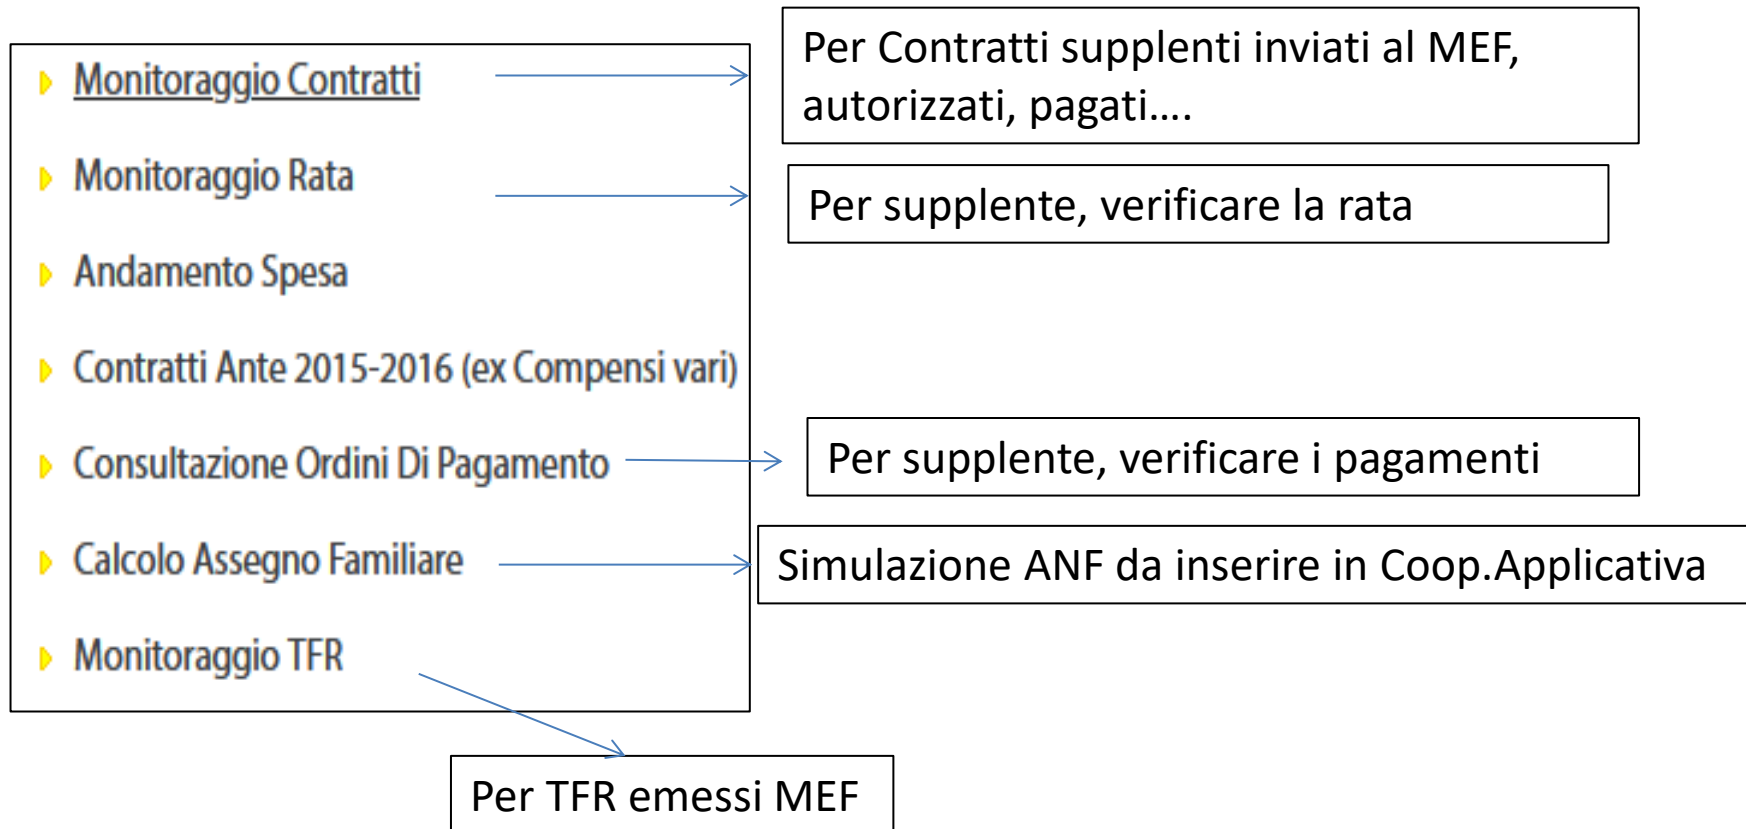 Monitoraggio Contratti
Per Contratti supplenti inviati al MEF,
autorizzati, pagati....
Monitoraggio Rata
Per supplente, verificare la rata
Andamento Spesa
Contratti Ante 2015-2016 (ex Compensi vari)
Consultazione Ordini Di Pagamento
Per supplente, verificare i pagamenti
Calcolo Assegno Familiare
Simulazione ANF da inserire in Coop.Applicativa
Monitoraggio TFR
Per TFR emessi MEF